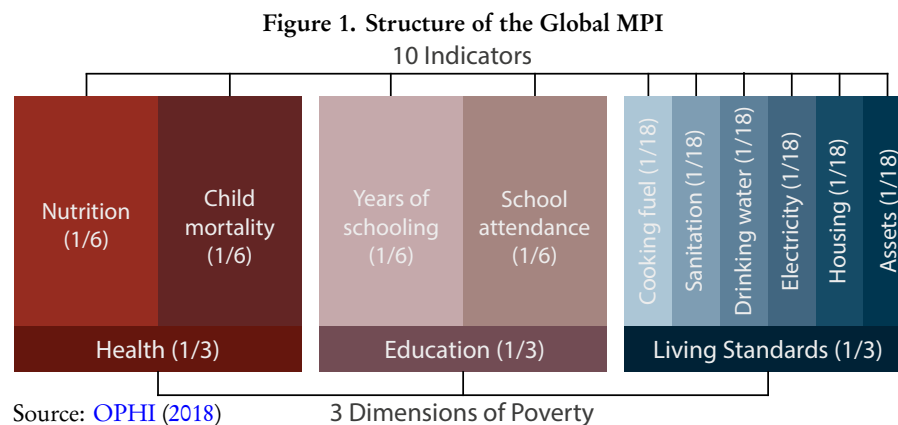 Figure 1. Structure of the Global MPI
10 Indicators
Nutrition
(1/6)
Child
mortality
(1/6)
Years of
schooling
(1/6)
School
attendance
(1/6)
Cooking fuel (1/18)
Sanitation (1/18)
Drinking water (1/18)
Electricity (1/18)
Housing (1/18)
Assets (1/18)
Health (1/3)
Education (1/3)
Living Standards (1/3)
Source: OPHI (2018)
3 Dimensions of Poverty